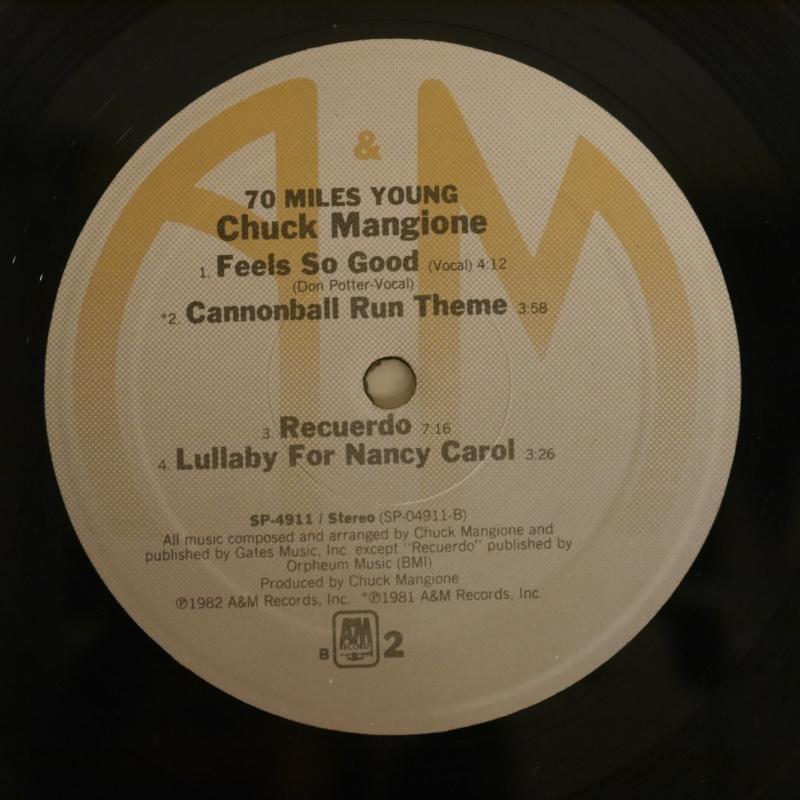 A & M
70 MILES YOUNG
Chuck Mangione
1. Feels So Good (Vocal) 4:12
(Don Potter-Vocal)
*2. Cannonball Run Theme 3:58
3. Recuerdo 7:16
4. Lullaby For Nancy Carol 3:26
SP-4911 / Stereo (SP-04911-B)
All music composed and arranged by Chuck Mangione and
published by Gates Music, Inc. except "Recuerdo" published by
Orpheum Music (BMI)
Produced by Chuck Mangione
℗1982 A&M Records, Inc. *℗1981 A&M Records, Inc.
B A&M RECORDS 2